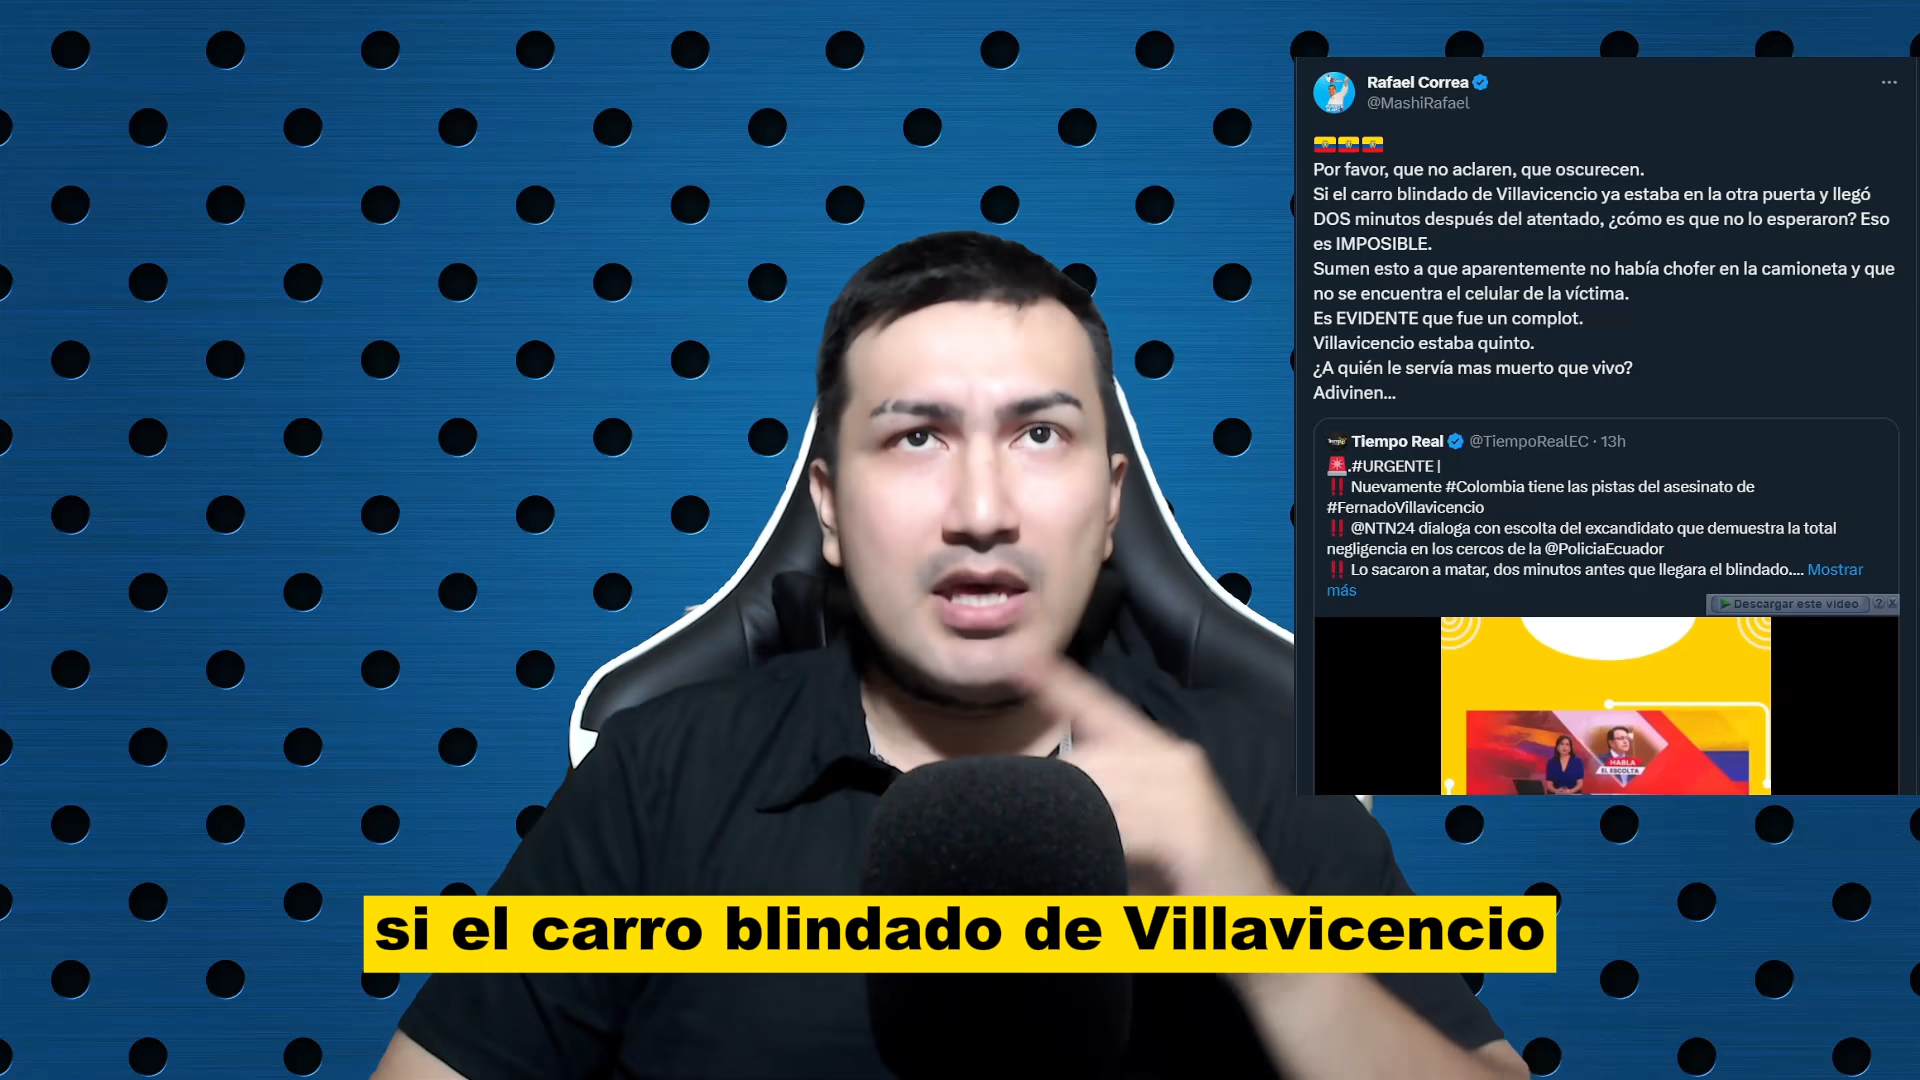 Rafael Correa
@MashiRafael
Por favor, que no aclaren, que oscurecen.
Si el carro blindado de Villavicencio ya estaba en la otra puerta y llegó
DOS minutos después del atentado, ¿cómo es que no lo esperaron? Eso
es IMPOSIBLE.
Sumen esto a que aparentemente no había chofer en la camioneta y que
no se encuentra el celular de la víctima.
Es EVIDENTE que fue un complot.
Villavicencio estaba quinto.
¿A quién le servía mas muerto que vivo?
Adivinen...
Tiempo Real @TiempoRealEC · 13h
🚨.#URGENTE |
‼️ Nuevamente #Colombia tiene las pistas del asesinato de
#FernadoVillavicencio
‼️ @NTN24 dialoga con escolta del excandidato que demuestra la total
negligencia en los cercos de la @PoliciaEcuador
‼️ Lo sacaron a matar, dos minutos antes que llegara el blindado.... Mostrar
más
Descargar este video ? X
HABLA
EL ESCOLTA
si el carro blindado de Villavicencio